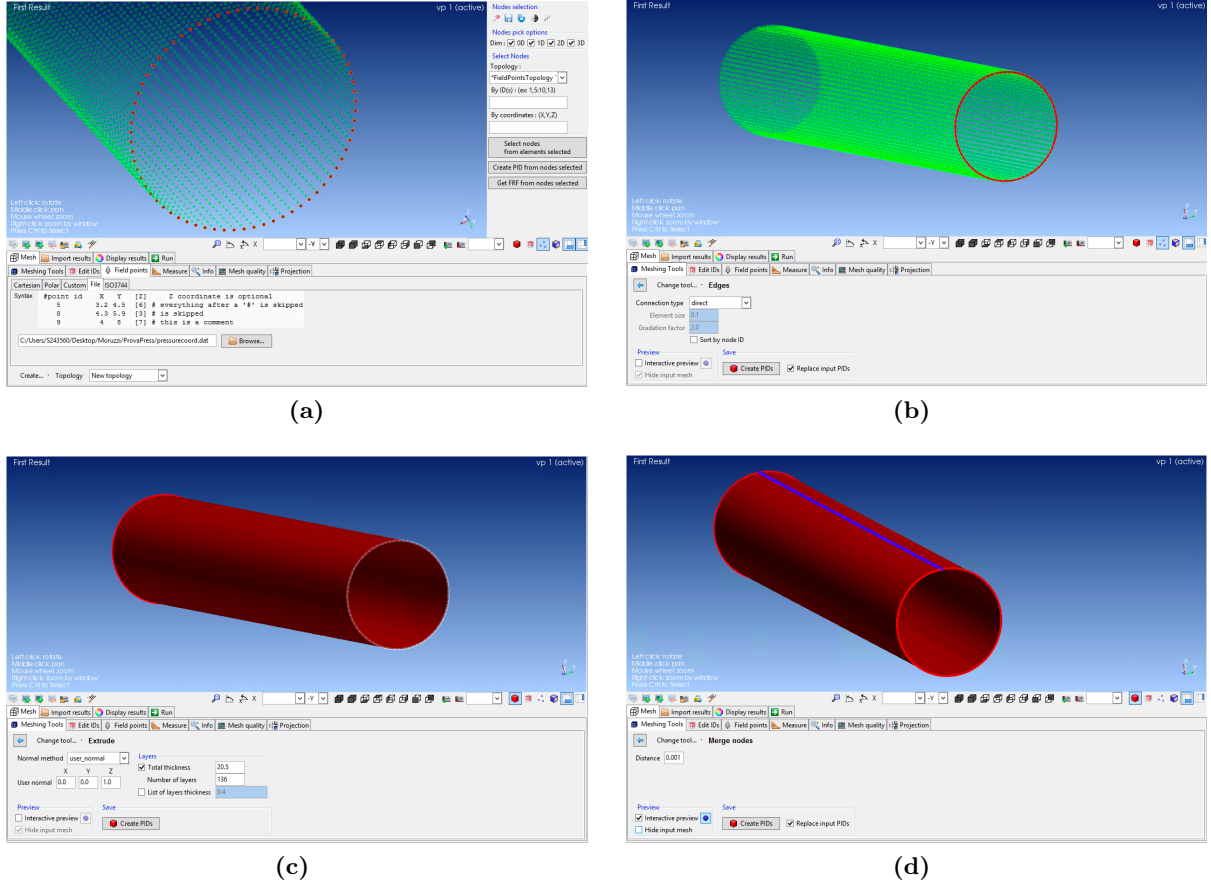 First Result
vp 1 (active)
Left click: rotate
Middle click: pan
Mouse wheel: zoom
Right click: zoom by window
Press Ctrl to Select
Nodes selection
Nodes pick options
Dim : 0D 1D 2D 3D
Select Nodes
Topology :
*FieldPointsTopology
By ID(s) : (ex: 1,5:10,13)
By coordinates : (X,Y,Z)
Select nodes
from elements selected
Create PID from nodes selected
Get FRF from nodes selected
X -Y
Mesh Import results Display results Run
Meshing Tools Edit IDs Field points Measure Info Mesh quality Projection
Cartesian Polar Custom File ISO3744
Syntax #point id X Y [Z] Z coordinate is optional
5 3.2 4.5 [6] # everything after a '#' is skipped
8 4.3 5.9 [3] # is skipped
9 4 8 [7] # this is a comment
C:/Users/S243560/Desktop/Moruzzi/ProvaPress/pressurecoord.dat Browse...
Create... · Topology New topology
(a)
First Result
vp 1 (active)
Left click: rotate
Middle click: pan
Mouse wheel: zoom
Right click: zoom by window
Press Ctrl to Select
X -Y
Mesh Import results Display results Run
Meshing Tools Edit IDs Field points Measure Info Mesh quality Projection
Change tool... · Edges
Connection type direct
Element size 0.1
Gradation factor 2.0
Sort by node ID
Preview Save
Interactive preview Create PIDs Replace input PIDs
Hide input mesh
(b)
First Result
vp 1 (active)
Left click: rotate
Middle click: pan
Mouse wheel: zoom
Right click: zoom by window
Press Ctrl to Select
X -Y
Mesh Import results Display results Run
Meshing Tools Edit IDs Field points Measure Info Mesh quality Projection
Change tool... · Extrude
Normal method user_normal
X Y Z
User normal 0.0 0.0 1.0
Layers
Total thickness 20.5
Number of layers 136
List of layers thickness 0.4
Preview Save
Interactive preview Create PIDs
Hide input mesh
(c)
First Result
vp 1 (active)
Left click: rotate
Middle click: pan
Mouse wheel: zoom
Right click: zoom by window
Press Ctrl to Select
X -Y
Mesh Import results Display results Run
Meshing Tools Edit IDs Field points Measure Info Mesh quality Projection
Change tool... · Merge nodes
Distance 0.001
Preview Save
Interactive preview Create PIDs Replace input PIDs
Hide input mesh
(d)